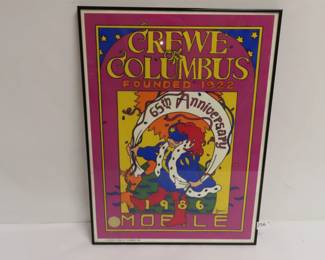 CREWE
OF
COLUMBUS
FOUNDED 1922
65th Anniversary
1986
MOBILE